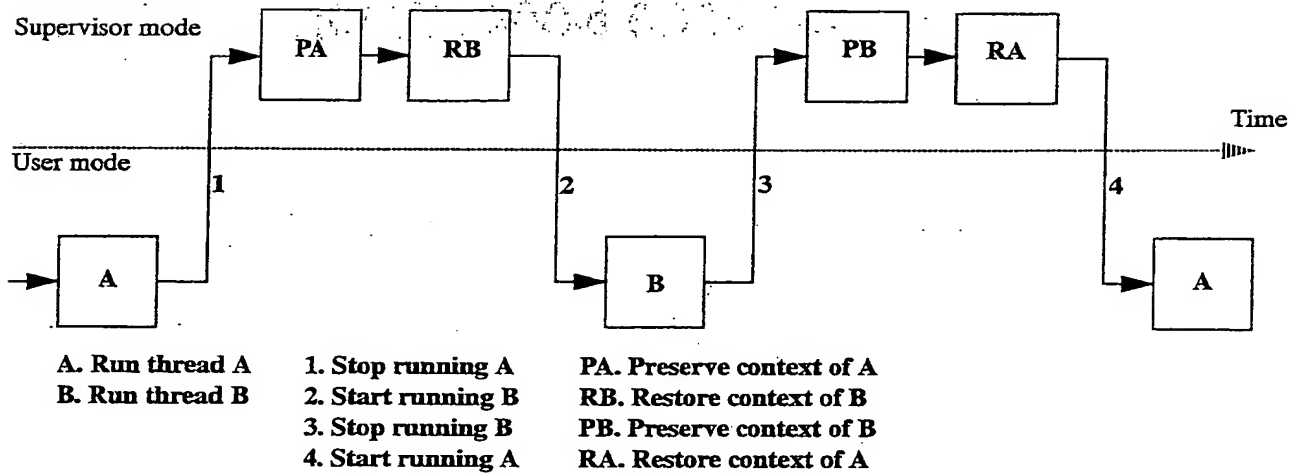 Supervisor mode
PA
RB
PB
RA
Time
User mode
1
2
3
4
A
B
A
A. Run thread A
B. Run thread B
1. Stop running A
2. Start running B
3. Stop running B
4. Start running A
PA. Preserve context of A
RB. Restore context of B
PB. Preserve context of B
RA. Restore context of A